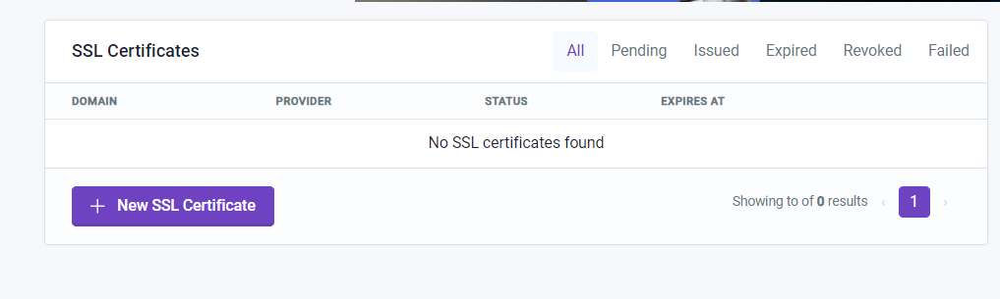 SSL Certificates
All Pending Issued Expired Revoked Failed
DOMAIN PROVIDER STATUS EXPIRES AT
No SSL certificates found
+ New SSL Certificate
Showing to of 0 results ‹ 1 ›